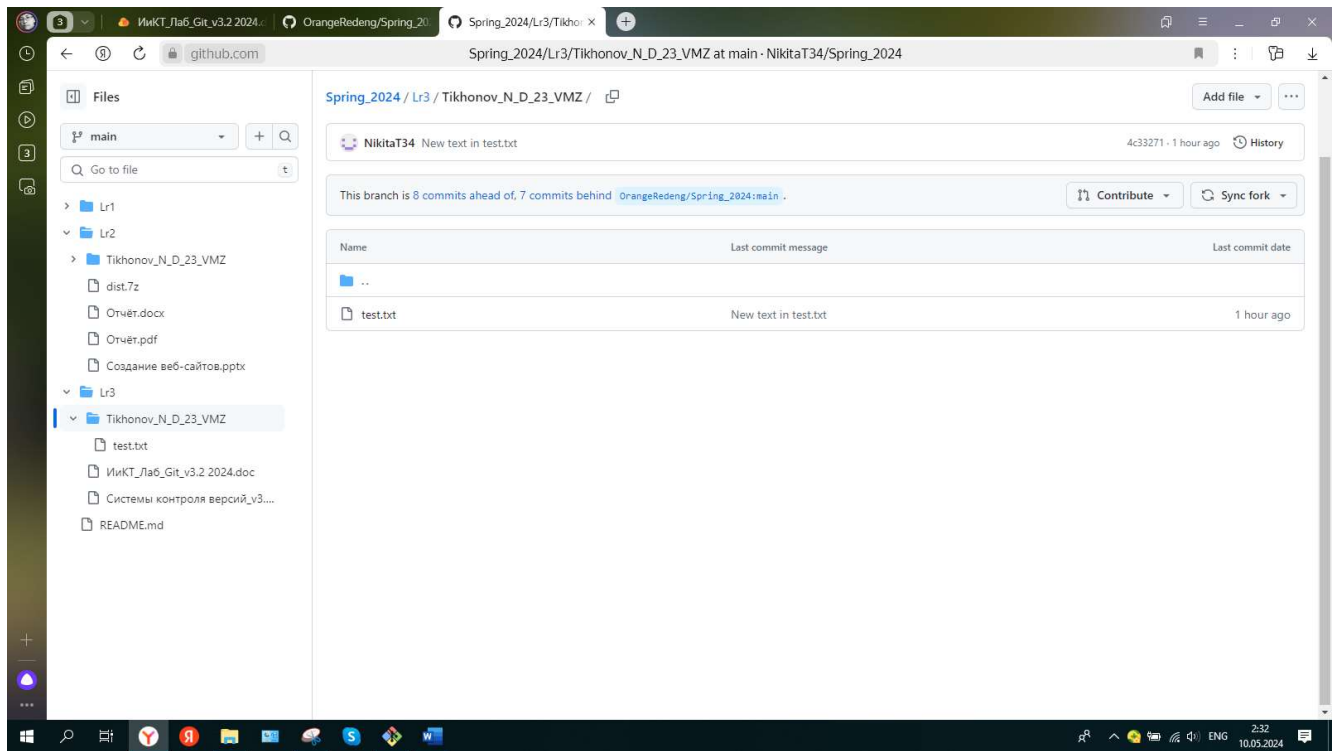 3 ИиКТ_Лаб_Git_v3.2 2024.d OrangeRedeng/Spring_20 Spring_2024/Lr3/Tikhor
github.com Spring_2024/Lr3/Tikhonov_N_D_23_VMZ at main · NikitaT34/Spring_2024
Files
main
Go to file t
Lr1
Lr2
Tikhonov_N_D_23_VMZ
dist.7z
Отчёт.docx
Отчёт.pdf
Создание веб-сайтов.pptx
Lr3
Tikhonov_N_D_23_VMZ
test.txt
ИиКТ_Лаб_Git_v3.2 2024.doc
Системы контроля версий_v3....
README.md
Spring_2024 / Lr3 / Tikhonov_N_D_23_VMZ /
Add file
NikitaT34 New text in test.txt 4c33271 · 1 hour ago History
This branch is 8 commits ahead of, 7 commits behind OrangeRedeng/Spring_2024:main .
Contribute Sync fork
Name Last commit message Last commit date
..
test.txt New text in test.txt 1 hour ago
3
ENG 2:32
10.05.2024